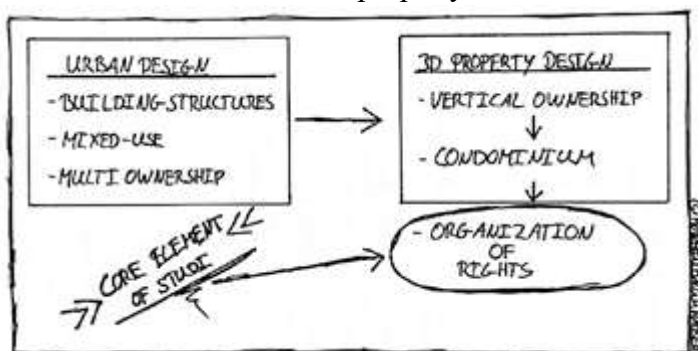 URBAN DESIGN
- BUILDING-STRUCTURES
- MIXED-USE
- MULTI OWNERSHIP
3D PROPERTY DESIGN
- VERTICAL OWNERSHIP
- CONDOMINIUM
- ORGANIZATION
OF
RIGHTS
CORE ELEMENT
OF STUDI